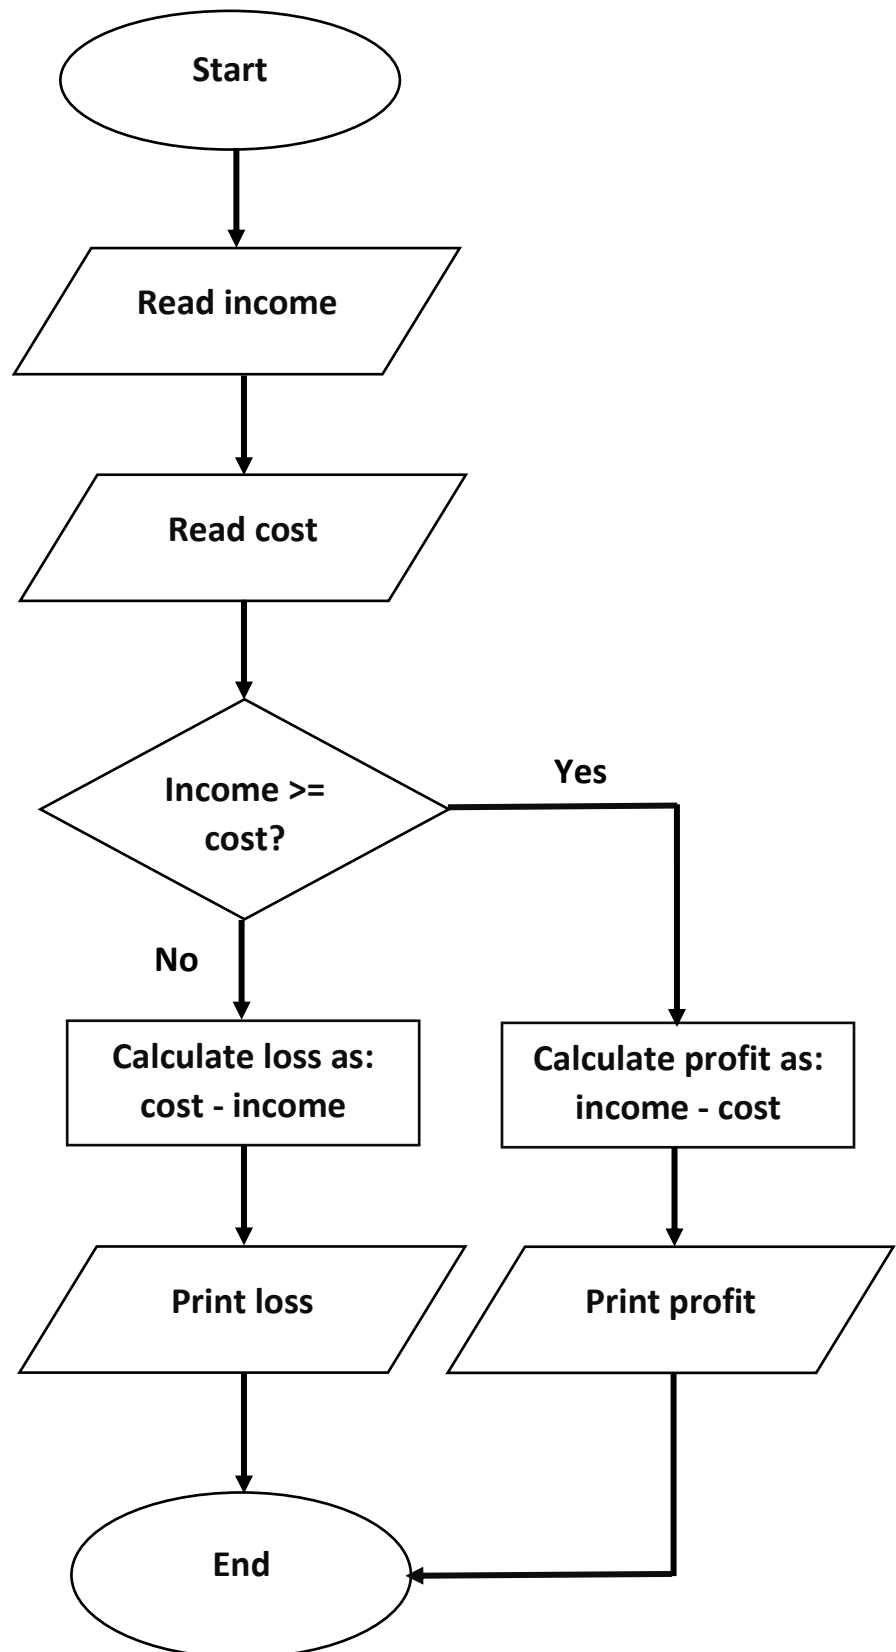 Start
Read income
Read cost
Income >=
cost?
Yes
No
Calculate loss as:
cost - income
Calculate profit as:
income - cost
Print loss
Print profit
End